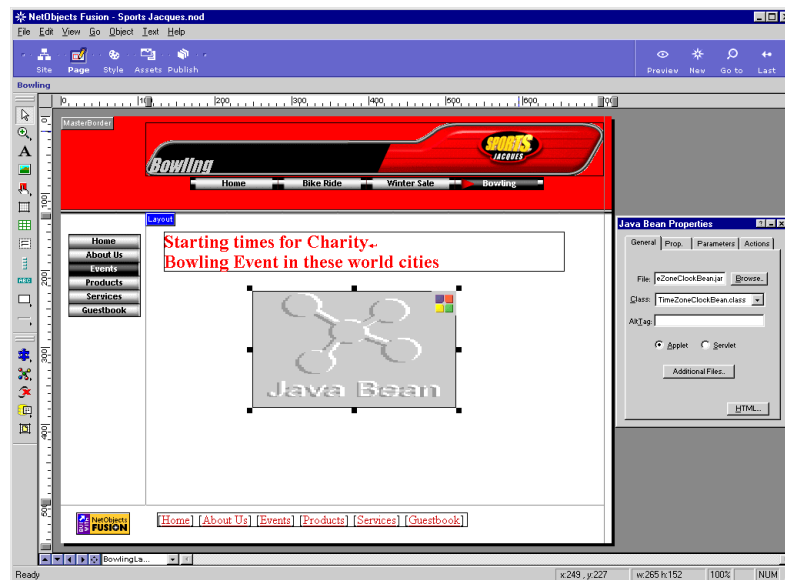 NetObjects Fusion - Sports Jacques.nod
File Edit View Go Object Text Help
Site Page Style Assets Publish
Preview New Go to Last
Bowling
MasterBorder
Bowling
SPORTS
JACQUES
Home Bike Ride Winter Sale Bowling
Layout
Home
About Us
Events
Products
Services
Guestbook
Starting times for Charity
Bowling Event in these world cities
Java Bean
Java Bean Properties
General Prop. Parameters Actions
File: eZoneClockBean.jar Browse..
Class: TimeZoneClockBean.class
AltTag:
Applet Servlet
Additional Files..
HTML...
NetObjects
FUSION
[Home] [About Us] [Events] [Products] [Services] [Guestbook]
BowlingLa...
Ready
x:249 , y:227 w:265 h:152 100% NUM